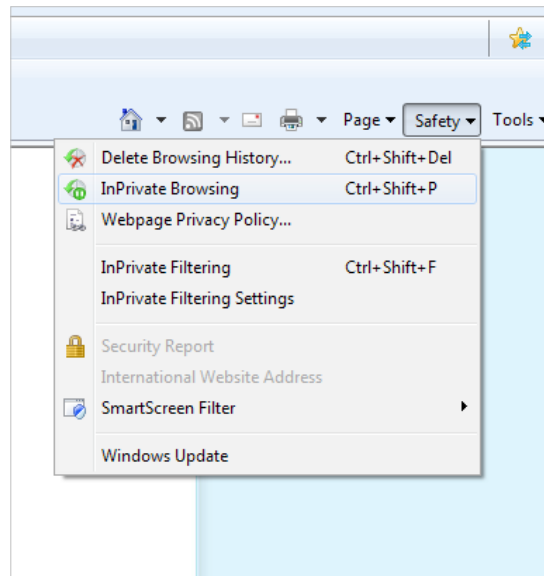 Page Safety Tools
Delete Browsing History... Ctrl+Shift+Del
InPrivate Browsing Ctrl+Shift+P
Webpage Privacy Policy...
InPrivate Filtering Ctrl+Shift+F
InPrivate Filtering Settings
Security Report
International Website Address
SmartScreen Filter
Windows Update